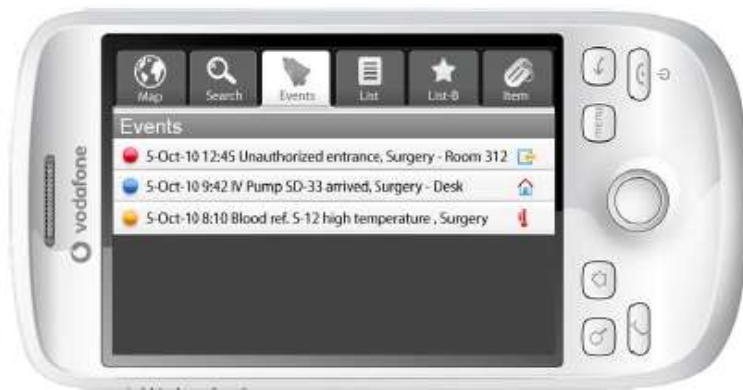 Map Search Events List List-B Item
Events
5-Oct-10 12:45 Unauthorized entrance, Surgery - Room 312
5-Oct-10 9:42 IV Pump SD-33 arrived, Surgery - Desk
5-Oct-10 8:10 Blood ref. S-12 high temperature , Surgery
vodafone
menu